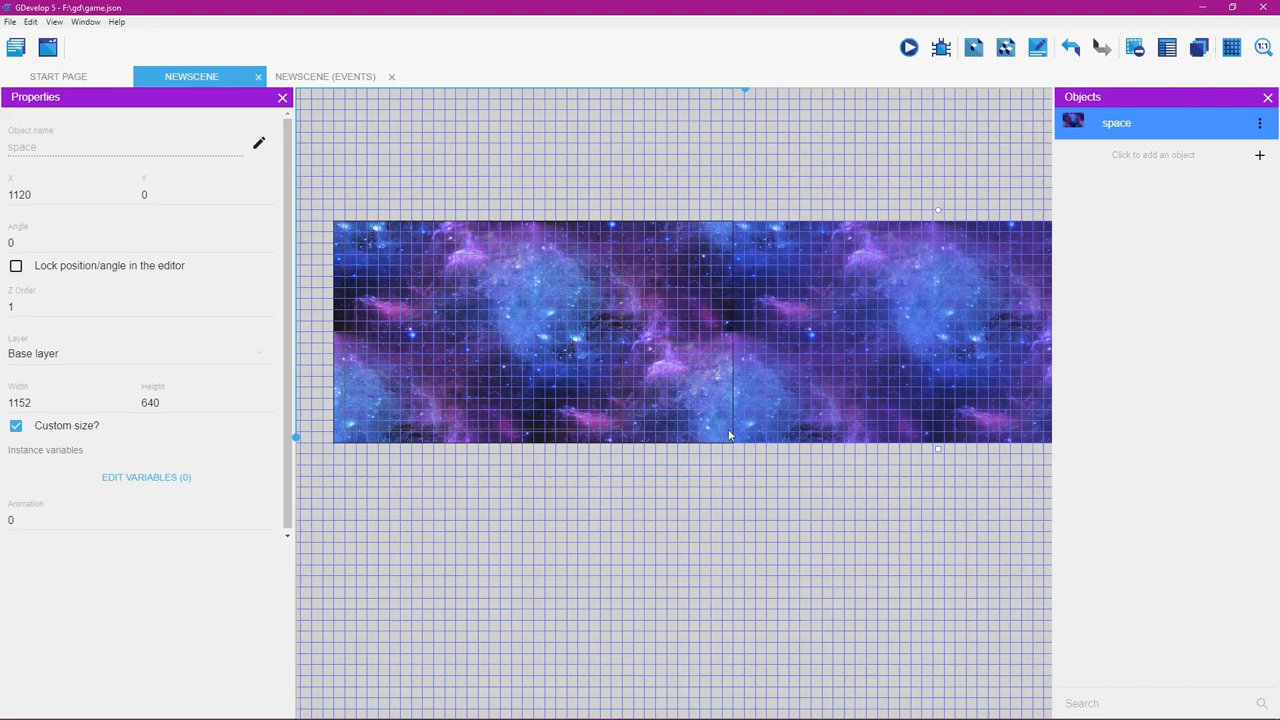 GDevelop 5 - F:\gd\game.json
File Edit View Window Help
1:1
START PAGE
NEWSCENE
NEWSCENE (EVENTS)
Properties
Object name
space
X Y
1120 0
Angle
0
Lock position/angle in the editor
Z Order
1
Layer
Base layer
Width Height
1152 640
Custom size?
Instance variables
EDIT VARIABLES (0)
Animation
0
Objects
space
Click to add an object
Search